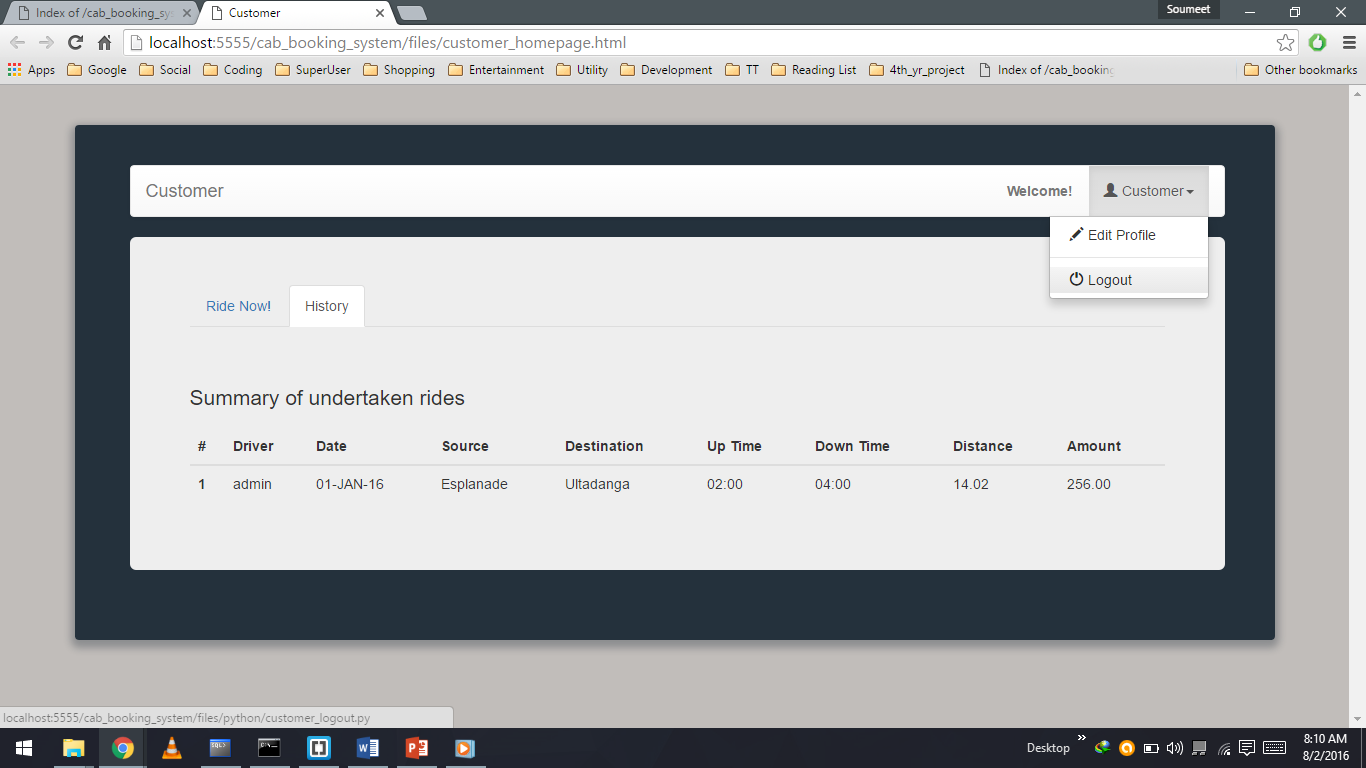 Index of /cab_booking_sy
Customer
Soumeet
localhost:5555/cab_booking_system/files/customer_homepage.html
Apps Google Social Coding SuperUser Shopping Entertainment Utility Development TT Reading List 4th_yr_project Index of /cab_booking Other bookmarks
Customer Welcome! Customer
Edit Profile
Logout
Ride Now! History
Summary of undertaken rides
# Driver Date Source Destination Up Time Down Time Distance Amount
1 admin 01-JAN-16 Esplanade Ultadanga 02:00 04:00 14.02 256.00
localhost:5555/cab_booking_system/files/python/customer_logout.py
Desktop
8:10 AM
8/2/2016